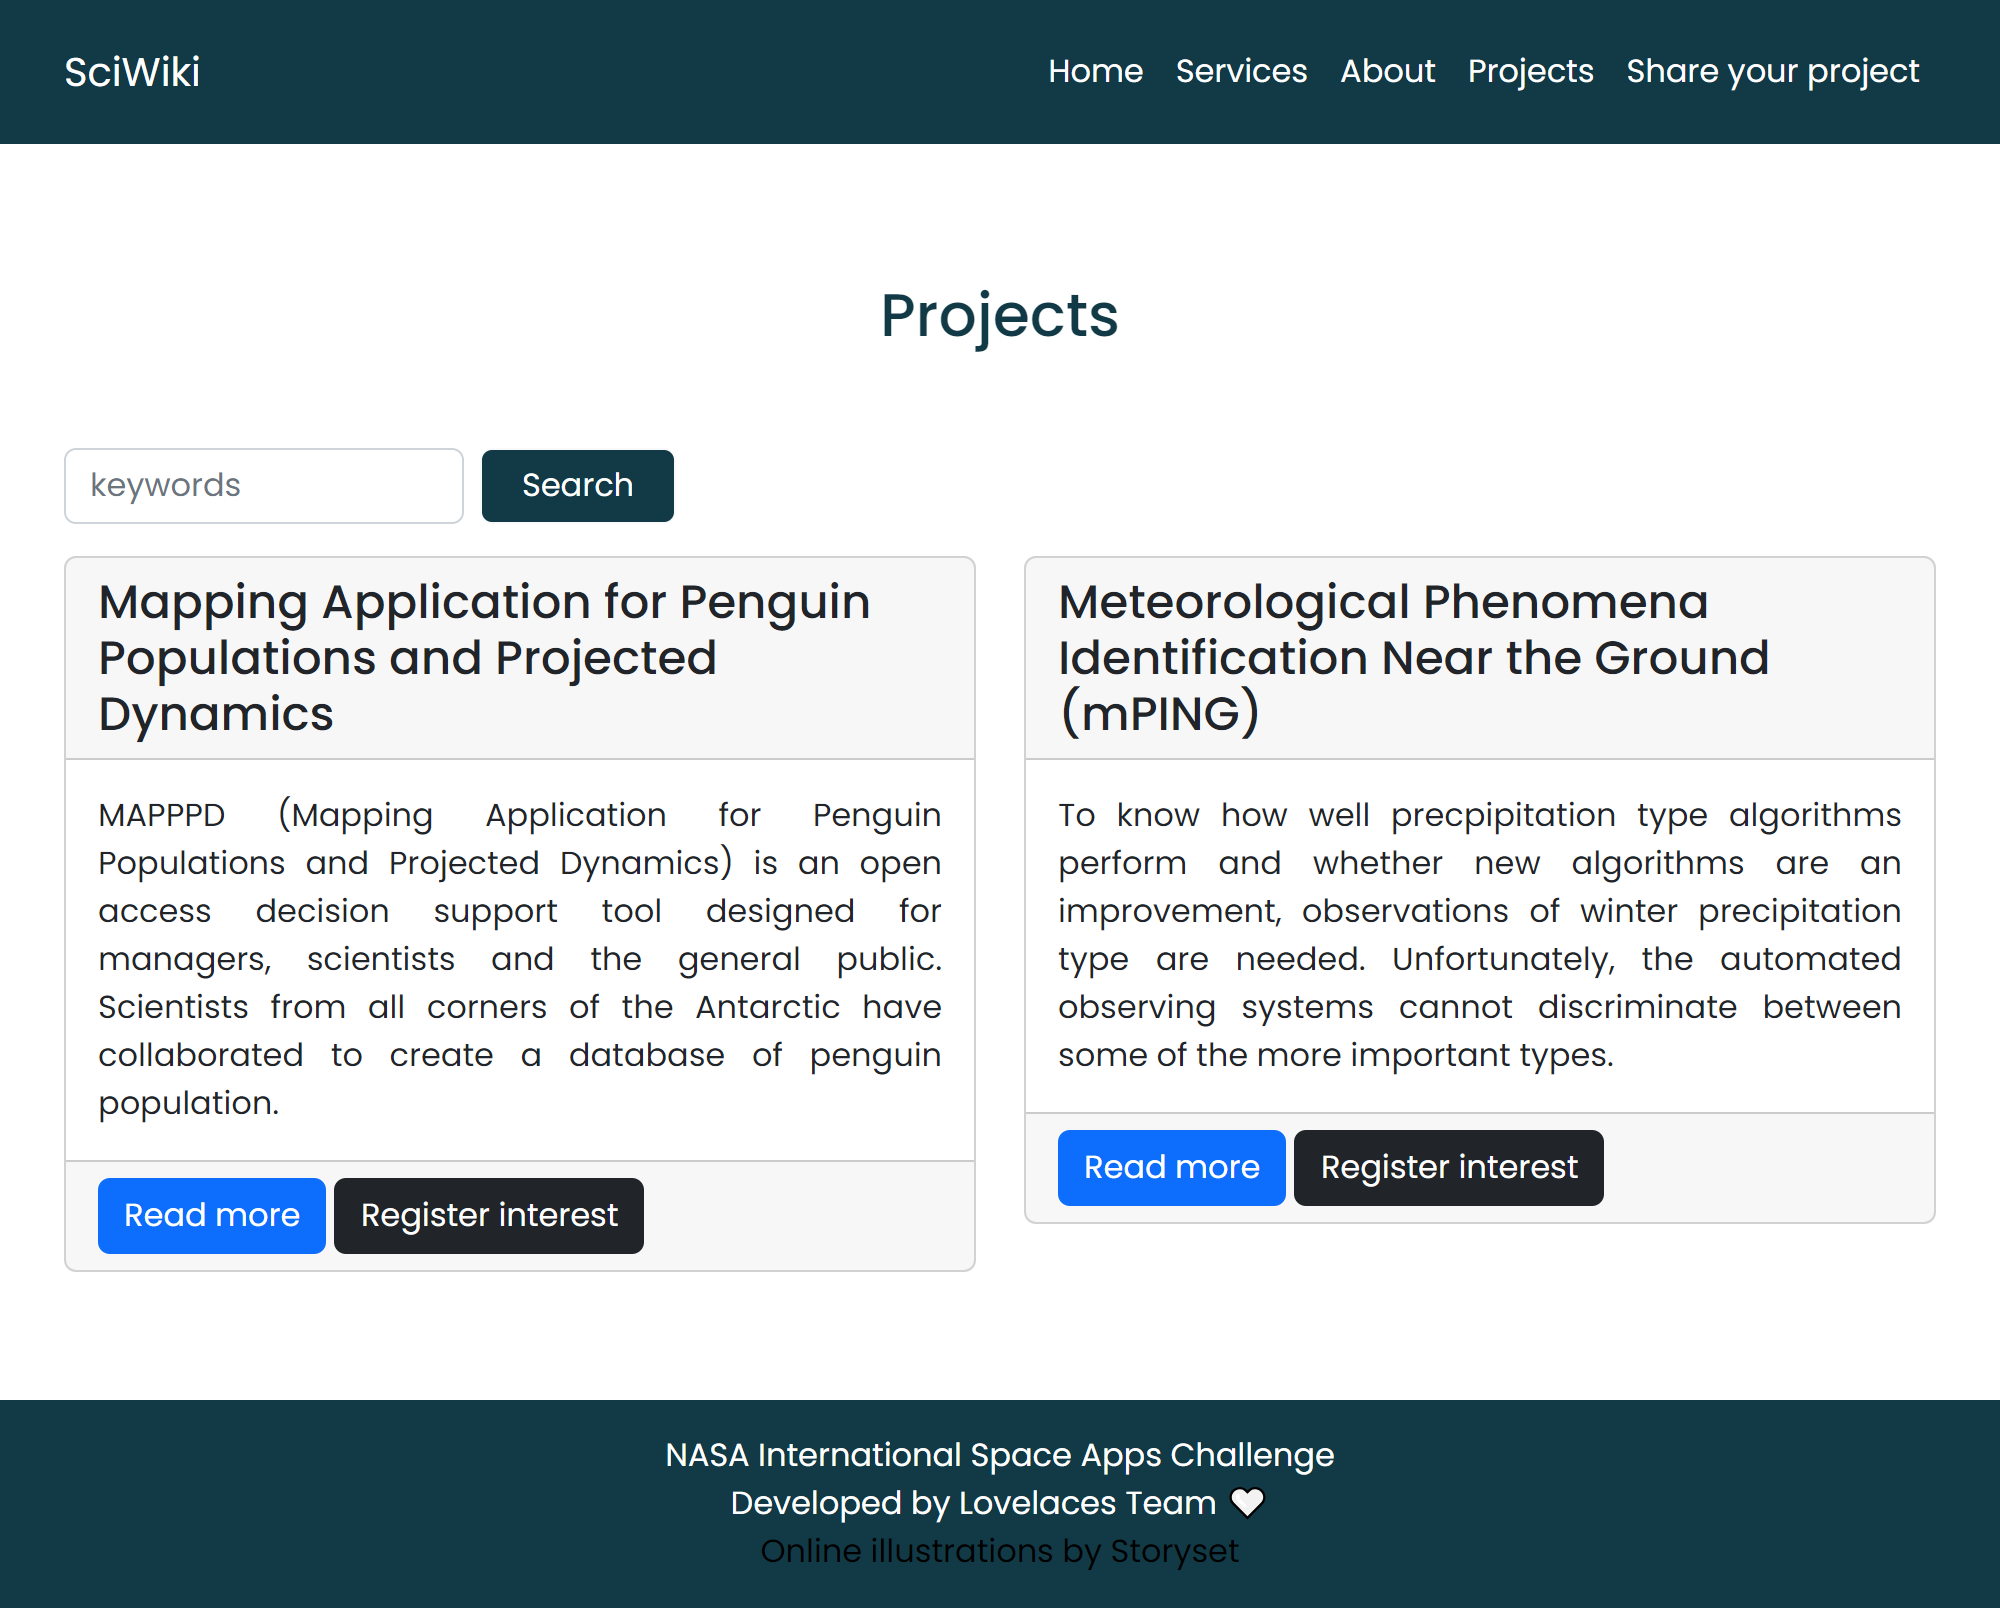 SciWiki
Home Services About Projects Share your project
Projects
keywords
Search
Mapping Application for Penguin
Populations and Projected
Dynamics
MAPPPD (Mapping Application for Penguin
Populations and Projected Dynamics) is an open
access decision support tool designed for
managers, scientists and the general public.
Scientists from all corners of the Antarctic have
collaborated to create a database of penguin
population.
Read more
Register interest
Meteorological Phenomena
Identification Near the Ground
(mPING)
To know how well precpipitation type algorithms
perform and whether new algorithms are an
improvement, observations of winter precipitation
type are needed. Unfortunately, the automated
observing systems cannot discriminate between
some of the more important types.
Read more
Register interest
NASA International Space Apps Challenge
Developed by Lovelaces Team
Online illustrations by Storyset